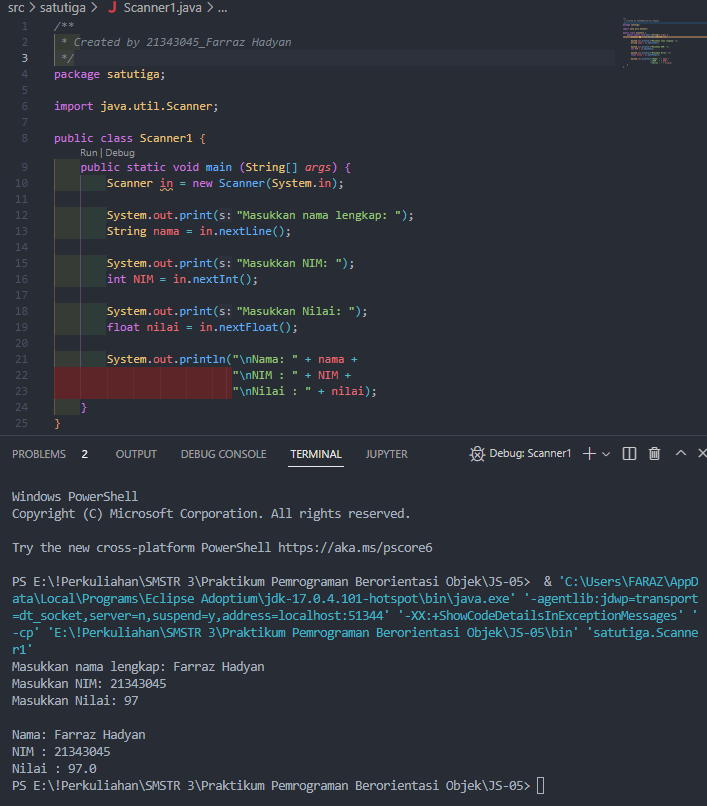 src > satutiga > J Scanner1.java > ...
1 /**
2 * Created by 21343045_Farraz Hadyan
3 */
4 package satutiga;
5
6 import java.util.Scanner;
7
8 public class Scanner1 {
Run | Debug
9 public static void main (String[] args) {
10 Scanner in = new Scanner(System.in);
11
12 System.out.print(s: "Masukkan nama lengkap: ");
13 String nama = in.nextLine();
14
15 System.out.print(s: "Masukkan NIM: ");
16 int NIM = in.nextInt();
17
18 System.out.print(s: "Masukkan Nilai: ");
19 float nilai = in.nextFloat();
20
21 System.out.println("\nNama: " + nama +
22 "\nNIM : " + NIM +
23 "\nNilai : " + nilai);
24 }
25 }
PROBLEMS 2 OUTPUT DEBUG CONSOLE TERMINAL JUPYTER Debug: Scanner1
Windows PowerShell
Copyright (C) Microsoft Corporation. All rights reserved.
Try the new cross-platform PowerShell https://aka.ms/pscore6
PS E:\!Perkuliahan\SMSTR 3\Praktikum Pemrograman Berorientasi Objek\JS-05>  & 'C:\Users\FARAZ\AppD
ata\Local\Programs\Eclipse Adoptium\jdk-17.0.4.101-hotspot\bin\java.exe' '-agentlib:jdwp=transport
=dt_socket,server=n,suspend=y,address=localhost:51344' '-XX:+ShowCodeDetailsInExceptionMessages' '
-cp' 'E:\!Perkuliahan\SMSTR 3\Praktikum Pemrograman Berorientasi Objek\JS-05\bin' 'satutiga.Scanne
r1'
Masukkan nama lengkap: Farraz Hadyan
Masukkan NIM: 21343045
Masukkan Nilai: 97
Nama: Farraz Hadyan
NIM : 21343045
Nilai : 97.0
PS E:\!Perkuliahan\SMSTR 3\Praktikum Pemrograman Berorientasi Objek\JS-05>